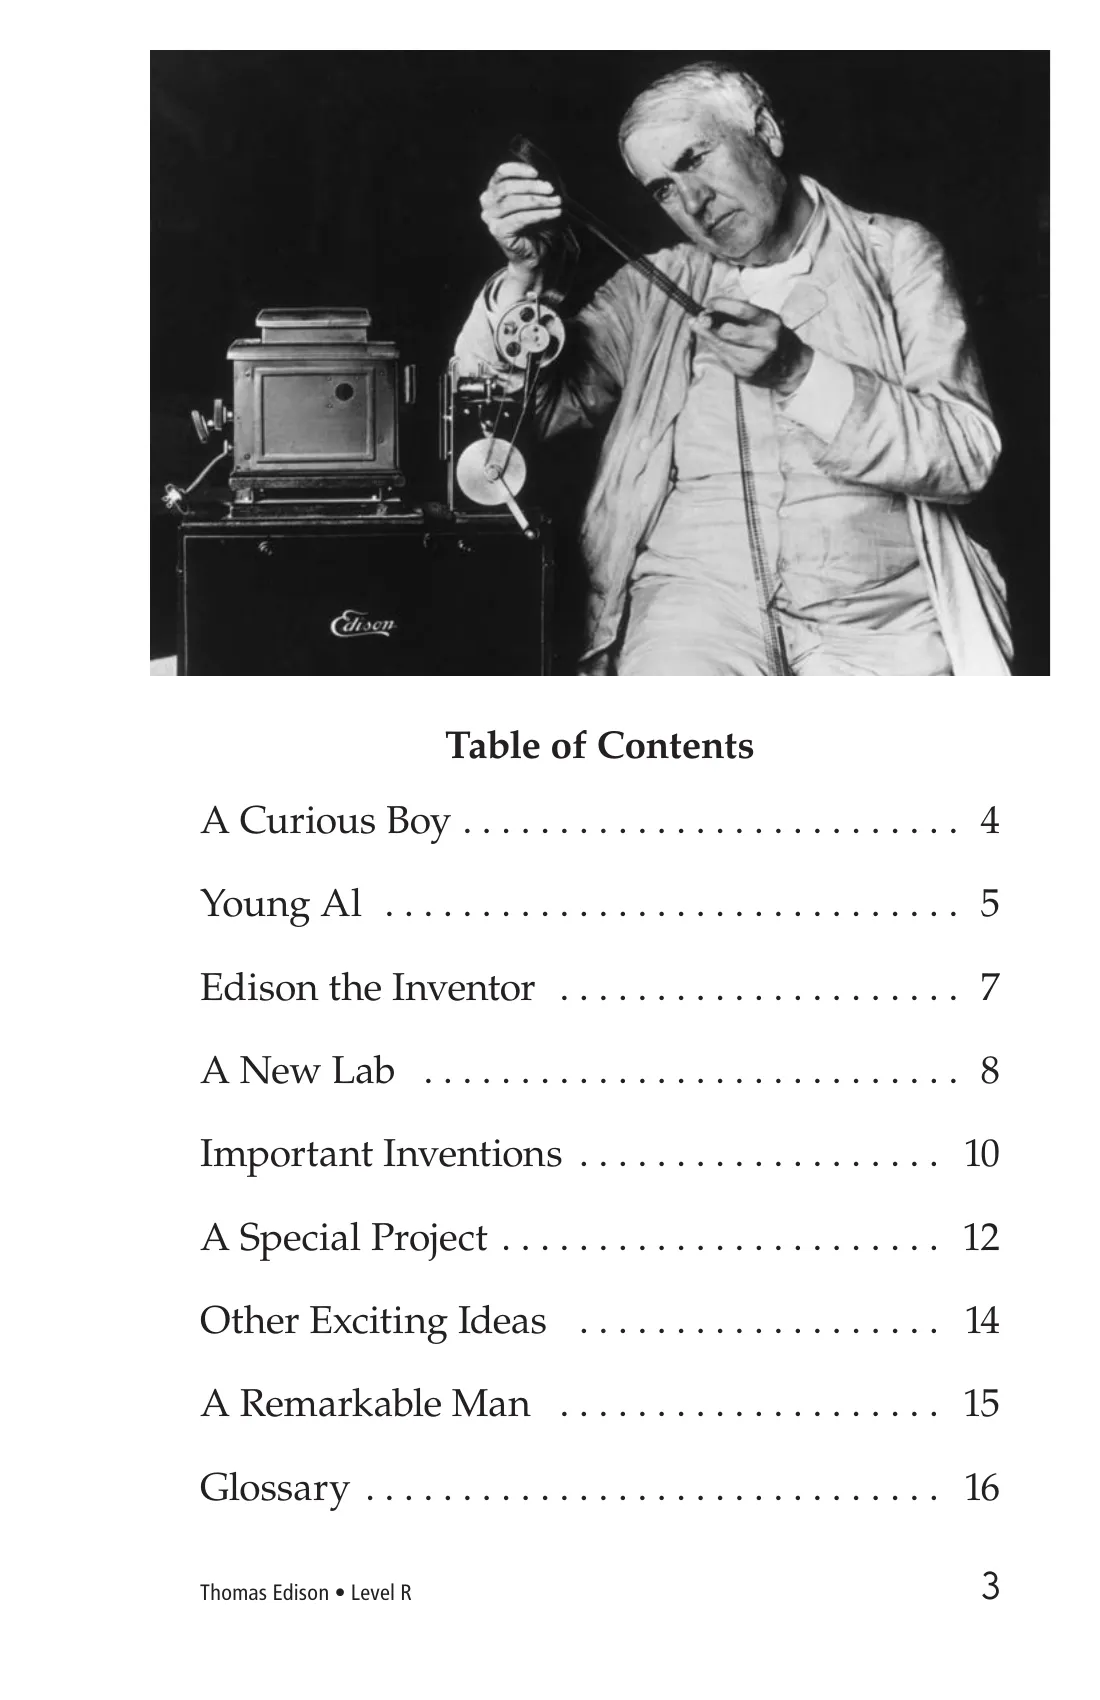 Edison
Table of Contents
A Curious Boy . . . . . . . . . . . . . . . . . . . . . . . . . . 4
Young Al . . . . . . . . . . . . . . . . . . . . . . . . . . . . . . 5
Edison the Inventor . . . . . . . . . . . . . . . . . . . . . 7
A New Lab . . . . . . . . . . . . . . . . . . . . . . . . . . . . 8
Important Inventions . . . . . . . . . . . . . . . . . . . 10
A Special Project . . . . . . . . . . . . . . . . . . . . . . . 12
Other Exciting Ideas . . . . . . . . . . . . . . . . . . . 14
A Remarkable Man . . . . . . . . . . . . . . . . . . . . 15
Glossary . . . . . . . . . . . . . . . . . . . . . . . . . . . . . . 16
Thomas Edison • Level R 3